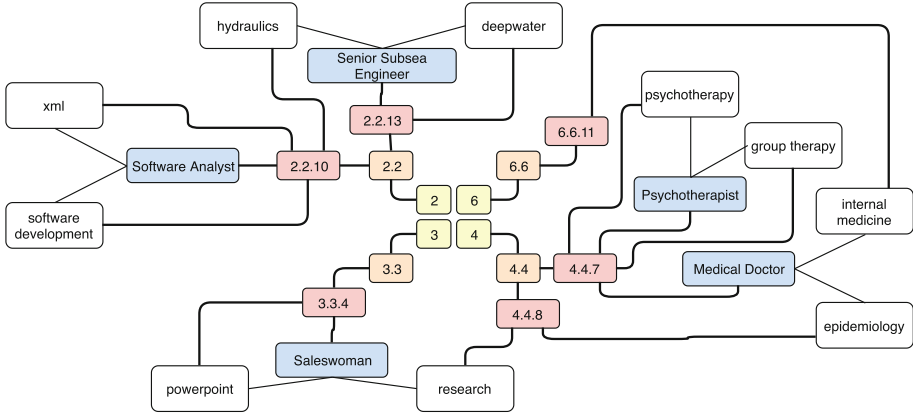 hydraulics
deepwater
Senior Subsea
Engineer
xml
psychotherapy
2.2.13
6.6.11
group therapy
Software Analyst
2.2.10
2.2
6.6
Psychotherapist
2
6
internal
medicine
software
development
3
4
3.3
4.4
4.4.7
Medical Doctor
3.3.4
4.4.8
epidemiology
Saleswoman
powerpoint
research